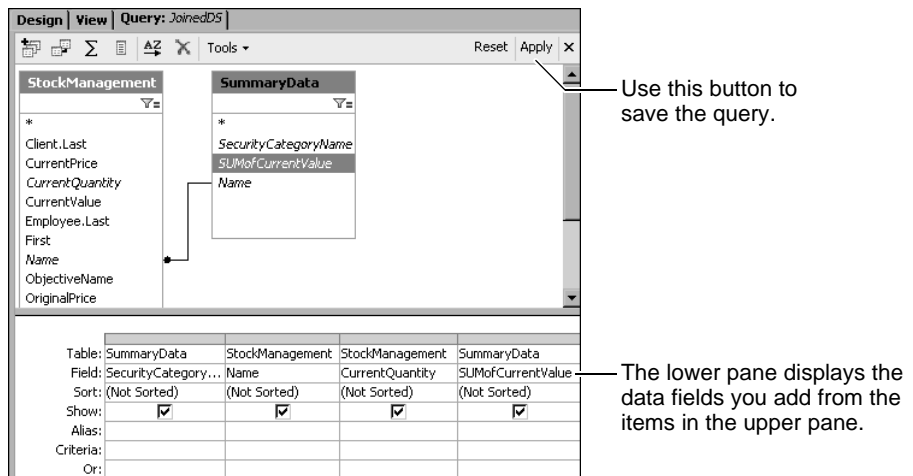 Design | View | Query: JoinedDS
Tools Reset Apply
StockManagement SummaryData
* *
Client.Last SecurityCategoryName
CurrentPrice SUMofCurrentValue
CurrentQuantity Name
CurrentValue
Employee.Last
First
Name
ObjectiveName
OriginalPrice
Use this button to
save the query.
Table: SummaryData StockManagement StockManagement SummaryData
Field: SecurityCategory... Name CurrentQuantity SUMofCurrentValue
Sort: (Not Sorted) (Not Sorted) (Not Sorted) (Not Sorted)
Show:
Alias:
Criteria:
Or:
The lower pane displays the
data fields you add from the
items in the upper pane.